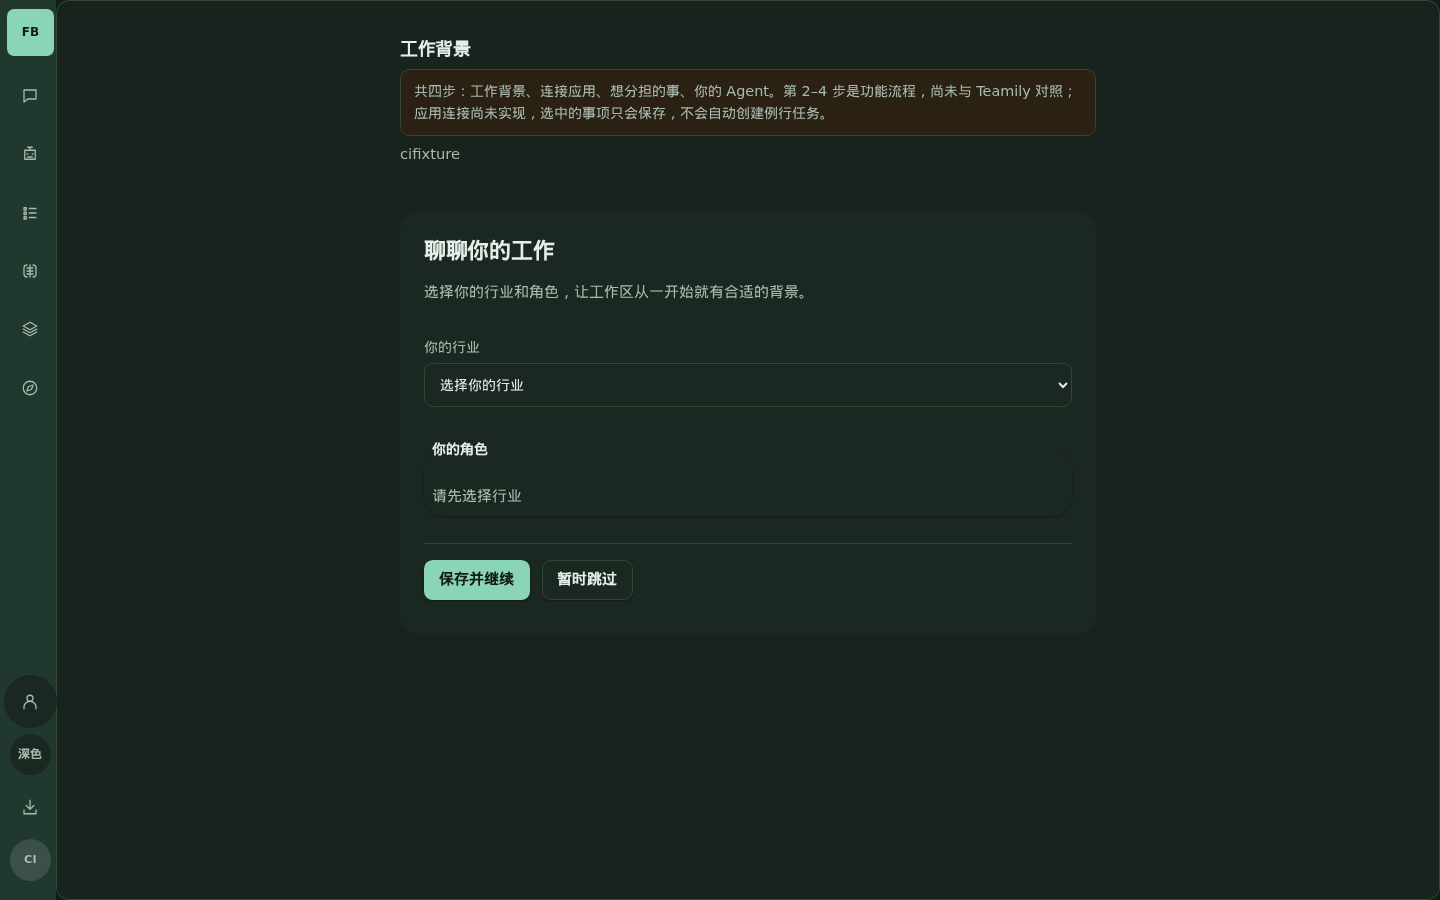 FB
工作背景
共四步：工作背景、连接应用、想分担的事、你的 Agent。第 2–4 步是功能流程，尚未与 Teamily 对照；
应用连接尚未实现，选中的事项只会保存，不会自动创建例行任务。
cifixture
聊聊你的工作
选择你的行业和角色，让工作区从一开始就有合适的背景。
你的行业
选择你的行业
你的角色
请先选择行业
保存并继续
暂时跳过
深色
CI